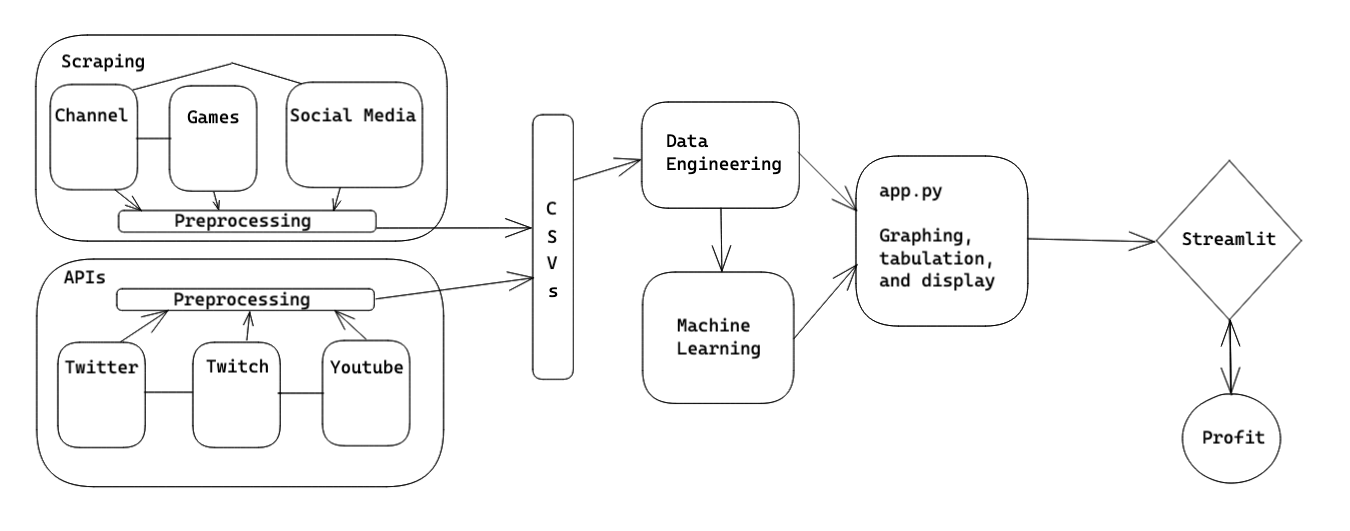 Scraping
Channel
Games
Social Media
Preprocessing
APIs
Preprocessing
Twitter
Twitch
Youtube
C
S
V
s
Data
Engineering
Machine
Learning
app.py
Graphing,
tabulation,
and display
Streamlit
Profit